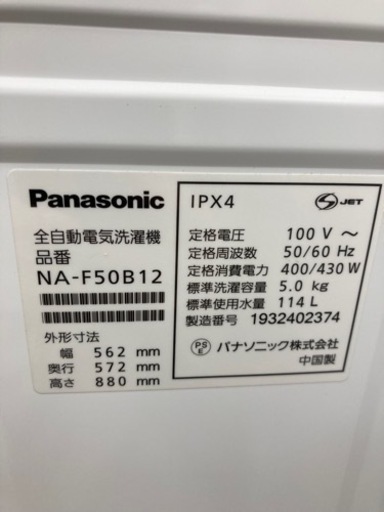 Panasonic
全自動電気洗濯機
品番
NA-F50B12
外形寸法
幅 562 mm
奥行 572 mm
高さ 880 mm
IPX4
JET
定格電圧 100 V ～
定格周波数 50/60 Hz
定格消費電力 400/430 W
標準洗濯容量 5.0 kg
標準使用水量 114 L
製造番号 1932402374
PS
E
パナソニック株式会社
中国製